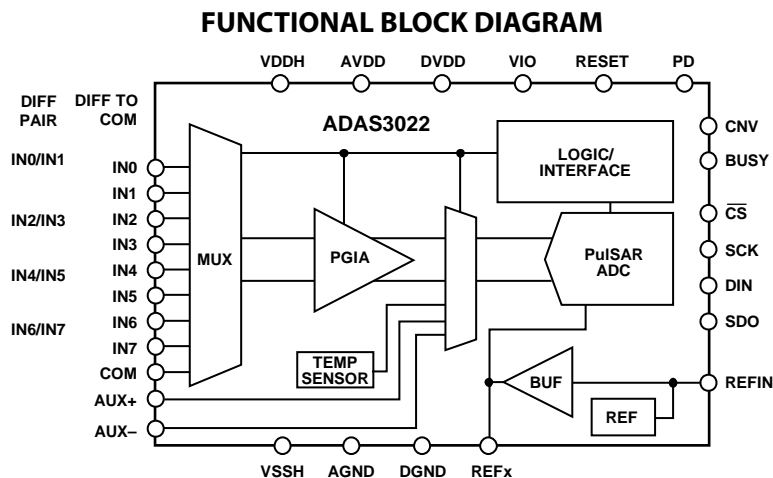 FUNCTIONAL BLOCK DIAGRAM
VDDH AVDD DVDD VIO RESET PD
DIFF
PAIR
DIFF TO
COM
ADAS3022
IN0/IN1
IN2/IN3
IN4/IN5
IN6/IN7
IN0
IN1
IN2
IN3
IN4
IN5
IN6
IN7
COM
AUX+
AUX–
MUX
PGIA
TEMP
SENSOR
LOGIC/
INTERFACE
PulSAR
ADC
BUF
REF
CNV
BUSY
CS
SCK
DIN
SDO
REFIN
VSSH AGND DGND REFx